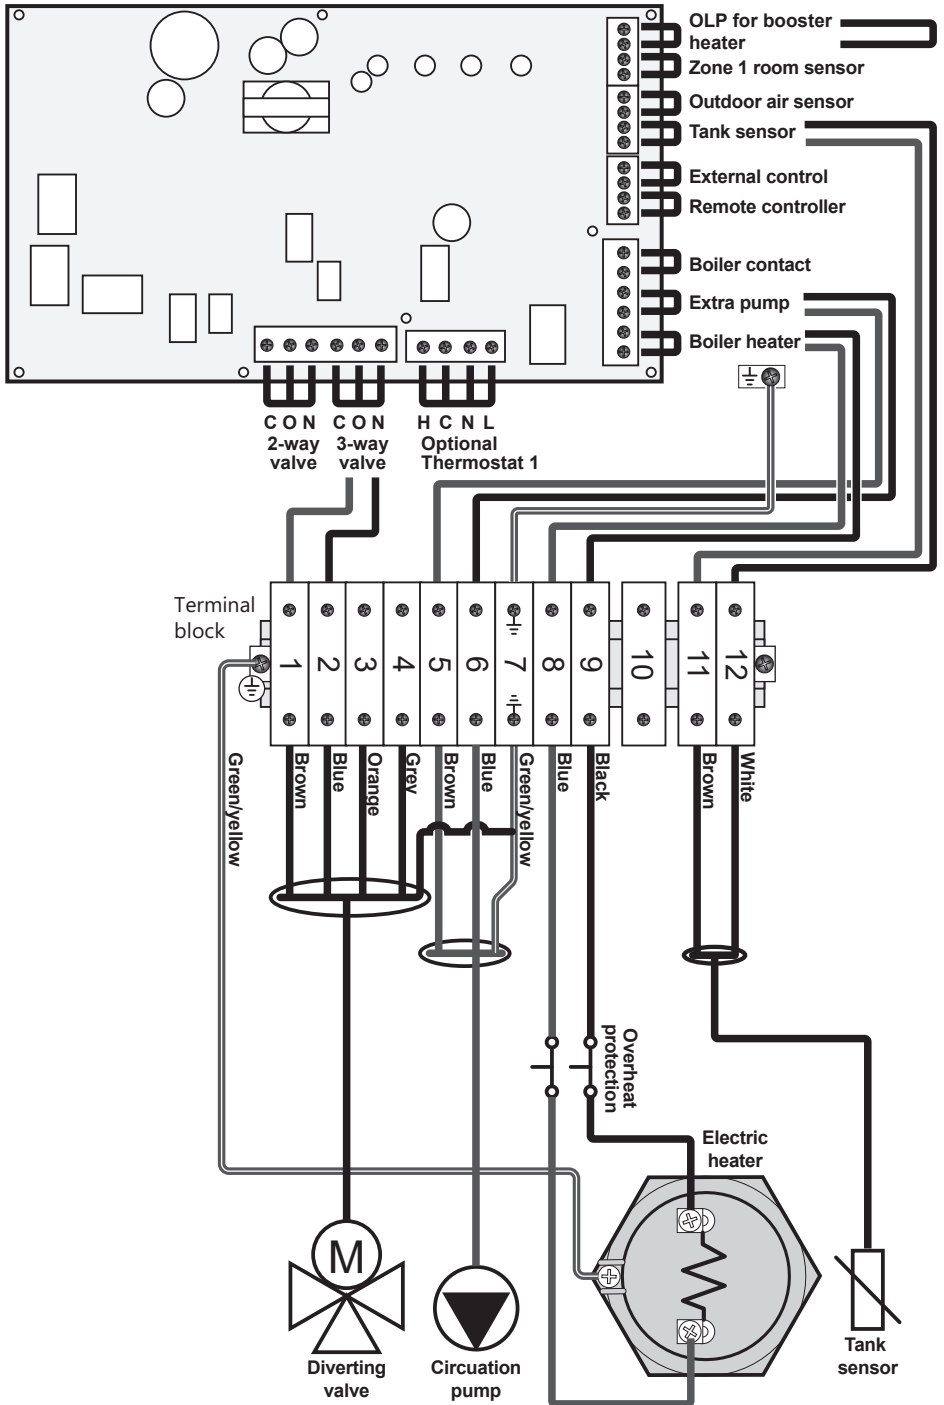 OLP for booster
heater
Zone 1 room sensor
Outdoor air sensor
Tank sensor
External control
Remote controller
Boiler contact
Extra pump
Boiler heater
C O N C O N H C N L
2-way
valve
3-way
valve
Optional
Thermostat 1
Terminal
block
1 2 3 4 5 6 7 8 9 10 11 12
Green/yellow
Brown
Blue
Orange
Grey
Brown
Blue
Green/yellow
Blue
Black
Brown
White
Overheat
protection
Electric
heater
M
Diverting
valve
Circuation
pump
Tank
sensor